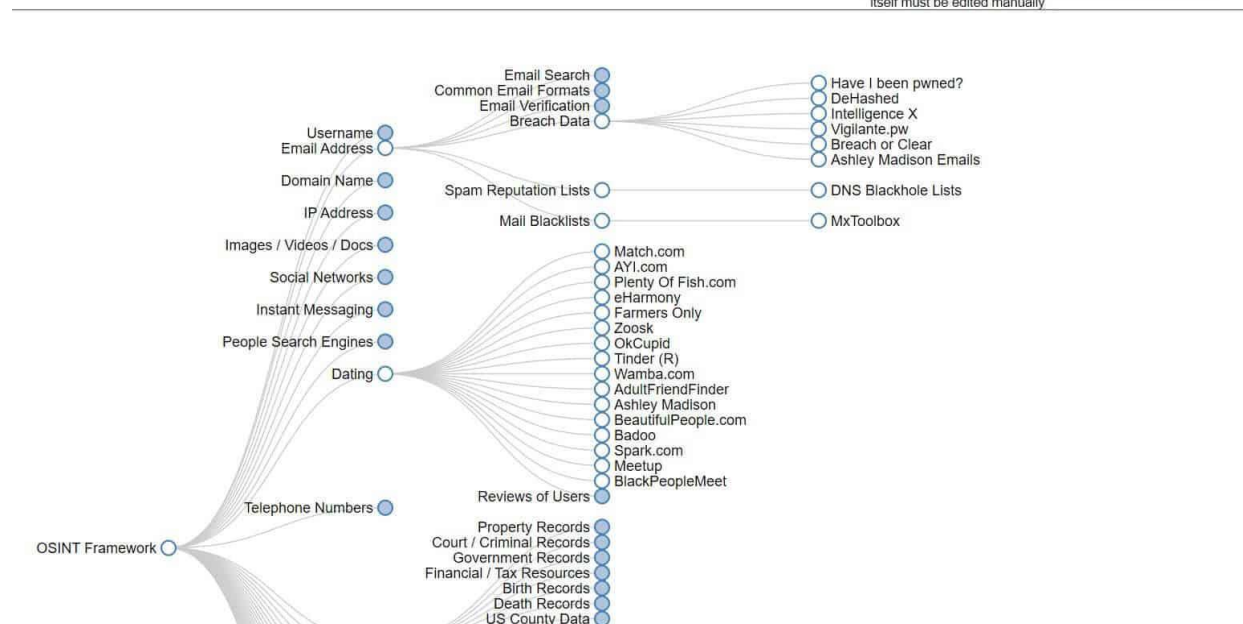 itself must be edited manually
Email Search
Common Email Formats
Email Verification
Breach Data
Have I been pwned?
DeHashed
Intelligence X
Vigilante.pw
Breach or Clear
Ashley Madison Emails
Username
Email Address
Domain Name
Spam Reputation Lists
DNS Blackhole Lists
IP Address
Mail Blacklists
MxToolbox
Images / Videos / Docs
Social Networks
Instant Messaging
People Search Engines
Dating
Match.com
AYI.com
Plenty Of Fish.com
eHarmony
Farmers Only
Zoosk
OkCupid
Tinder (R)
Wamba.com
AdultFriendFinder
Ashley Madison
BeautifulPeople.com
Badoo
Spark.com
Meetup
BlackPeopleMeet
Reviews of Users
Telephone Numbers
OSINT Framework
Property Records
Court / Criminal Records
Government Records
Financial / Tax Resources
Birth Records
Death Records
US County Data